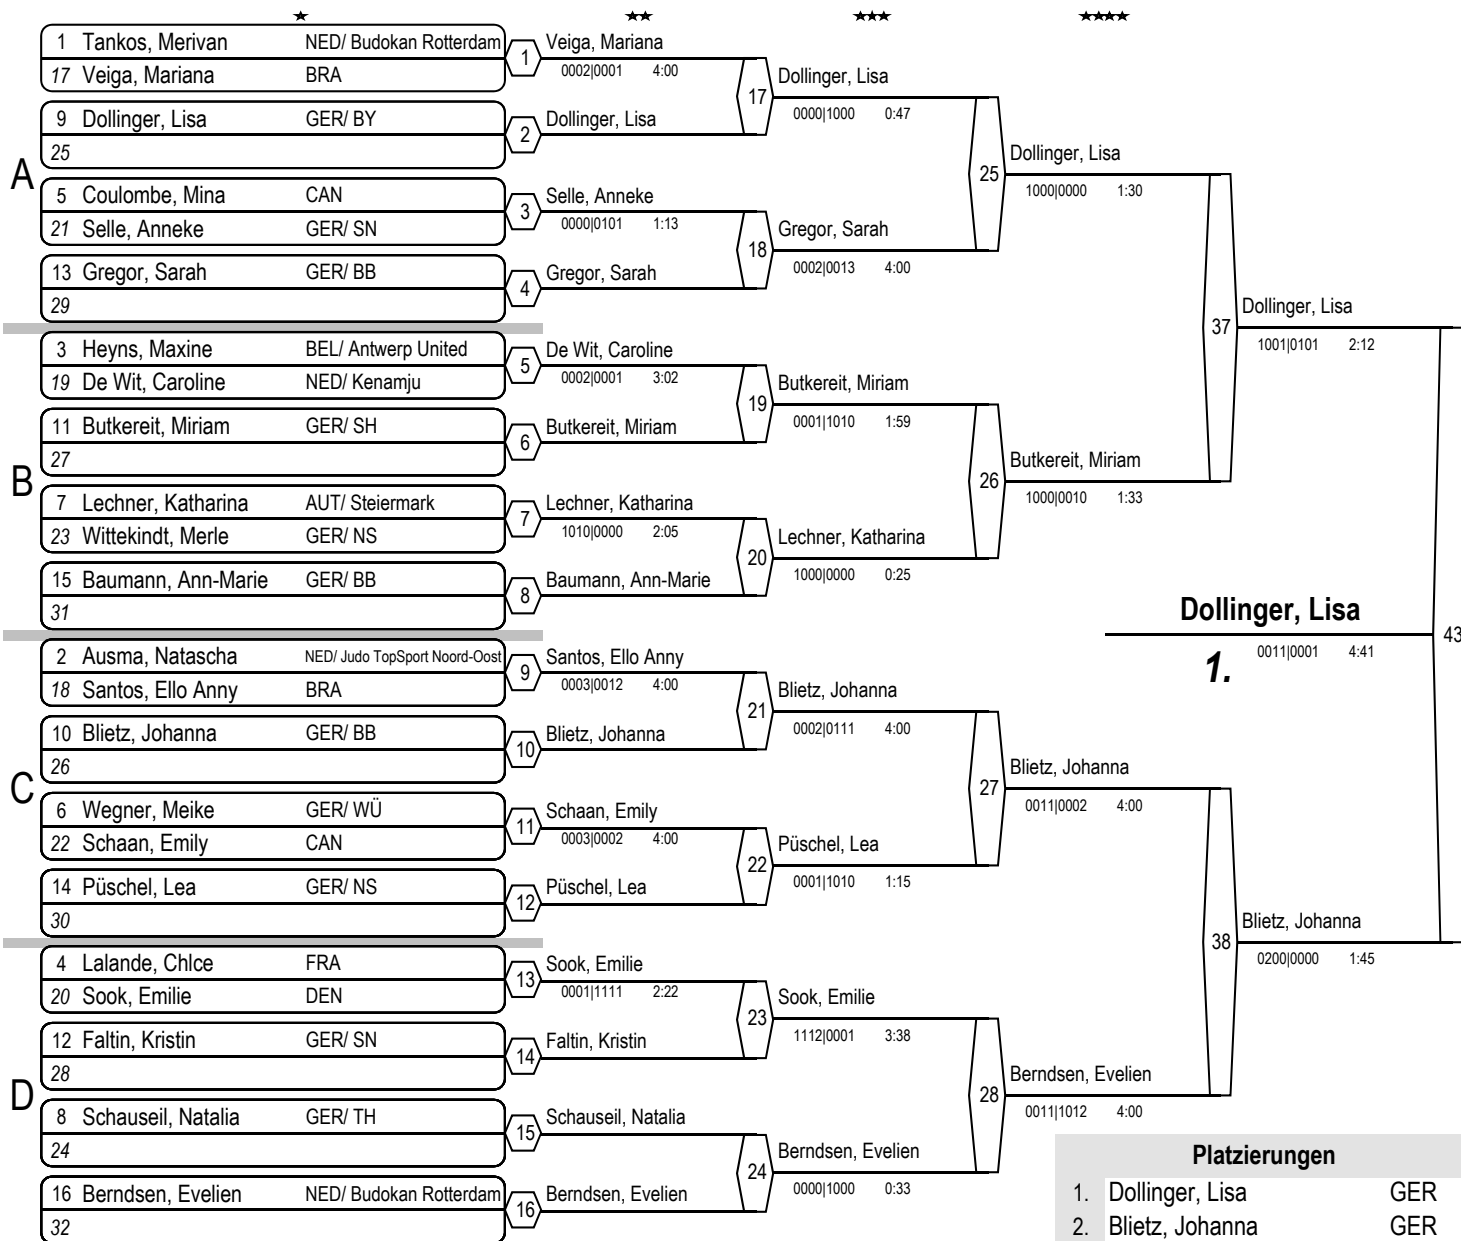 1 Tankos, Merivan NED/ Budokan Rotterdam
17 Veiga, Mariana BRA
9 Dollinger, Lisa GER/ BY
25
A
5 Coulombe, Mina CAN
21 Selle, Anneke GER/ SN
13 Gregor, Sarah GER/ BB
29
3 Heyns, Maxine BEL/ Antwerp United
19 De Wit, Caroline NED/ Kenamju
11 Butkereit, Miriam GER/ SH
27
B
7 Lechner, Katharina AUT/ Steiermark
23 Wittekindt, Merle GER/ NS
15 Baumann, Ann-Marie GER/ BB
31
2 Ausma, Natascha NED/ Judo TopSport Noord-Oost
18 Santos, Ello Anny BRA
10 Blietz, Johanna GER/ BB
26
C
6 Wegner, Meike GER/ WÜ
22 Schaan, Emily CAN
14 Püschel, Lea GER/ NS
30
4 Lalande, Chlce FRA
20 Sook, Emilie DEN
12 Faltin, Kristin GER/ SN
28
D
8 Schauseil, Natalia GER/ TH
24
16 Berndsen, Evelien NED/ Budokan Rotterdam
32
1 Veiga, Mariana
0002|0001 4:00
2 Dollinger, Lisa
3 Selle, Anneke
0000|0101 1:13
4 Gregor, Sarah
5 De Wit, Caroline
0002|0001 3:02
6 Butkereit, Miriam
7 Lechner, Katharina
1010|0000 2:05
8 Baumann, Ann-Marie
9 Santos, Ello Anny
0003|0012 4:00
10 Blietz, Johanna
11 Schaan, Emily
0003|0002 4:00
12 Püschel, Lea
13 Sook, Emilie
0001|1111 2:22
14 Faltin, Kristin
15 Schauseil, Natalia
16 Berndsen, Evelien
17 Dollinger, Lisa
0000|1000 0:47
18 Gregor, Sarah
0002|0013 4:00
19 Butkereit, Miriam
0001|1010 1:59
20 Lechner, Katharina
1000|0000 0:25
21 Blietz, Johanna
0002|0111 4:00
22 Püschel, Lea
0001|1010 1:15
23 Sook, Emilie
1112|0001 3:38
24 Berndsen, Evelien
0000|1000 0:33
25 Dollinger, Lisa
1000|0000 1:30
26 Butkereit, Miriam
1000|0010 1:33
27 Blietz, Johanna
0011|0002 4:00
28 Berndsen, Evelien
0011|1012 4:00
37 Dollinger, Lisa
1001|0101 2:12
38 Blietz, Johanna
0200|0000 1:45
Dollinger, Lisa
43
1. 0011|0001 4:41
Platzierungen
1. Dollinger, Lisa GER
2. Blietz, Johanna GER